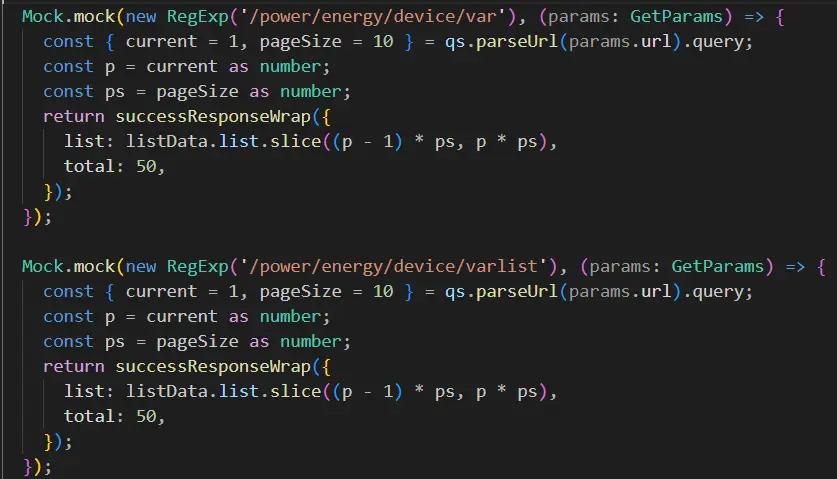 Mock.mock(new RegExp('/power/energy/device/var'), (params: GetParams) => {
const { current = 1, pageSize = 10 } = qs.parseUrl(params.url).query;
const p = current as number;
const ps = pageSize as number;
return successResponseWrap({
list: listData.list.slice((p - 1) * ps, p * ps),
total: 50,
});
});
Mock.mock(new RegExp('/power/energy/device/varlist'), (params: GetParams) => {
const { current = 1, pageSize = 10 } = qs.parseUrl(params.url).query;
const p = current as number;
const ps = pageSize as number;
return successResponseWrap({
list: listData.list.slice((p - 1) * ps, p * ps),
total: 50,
});
});